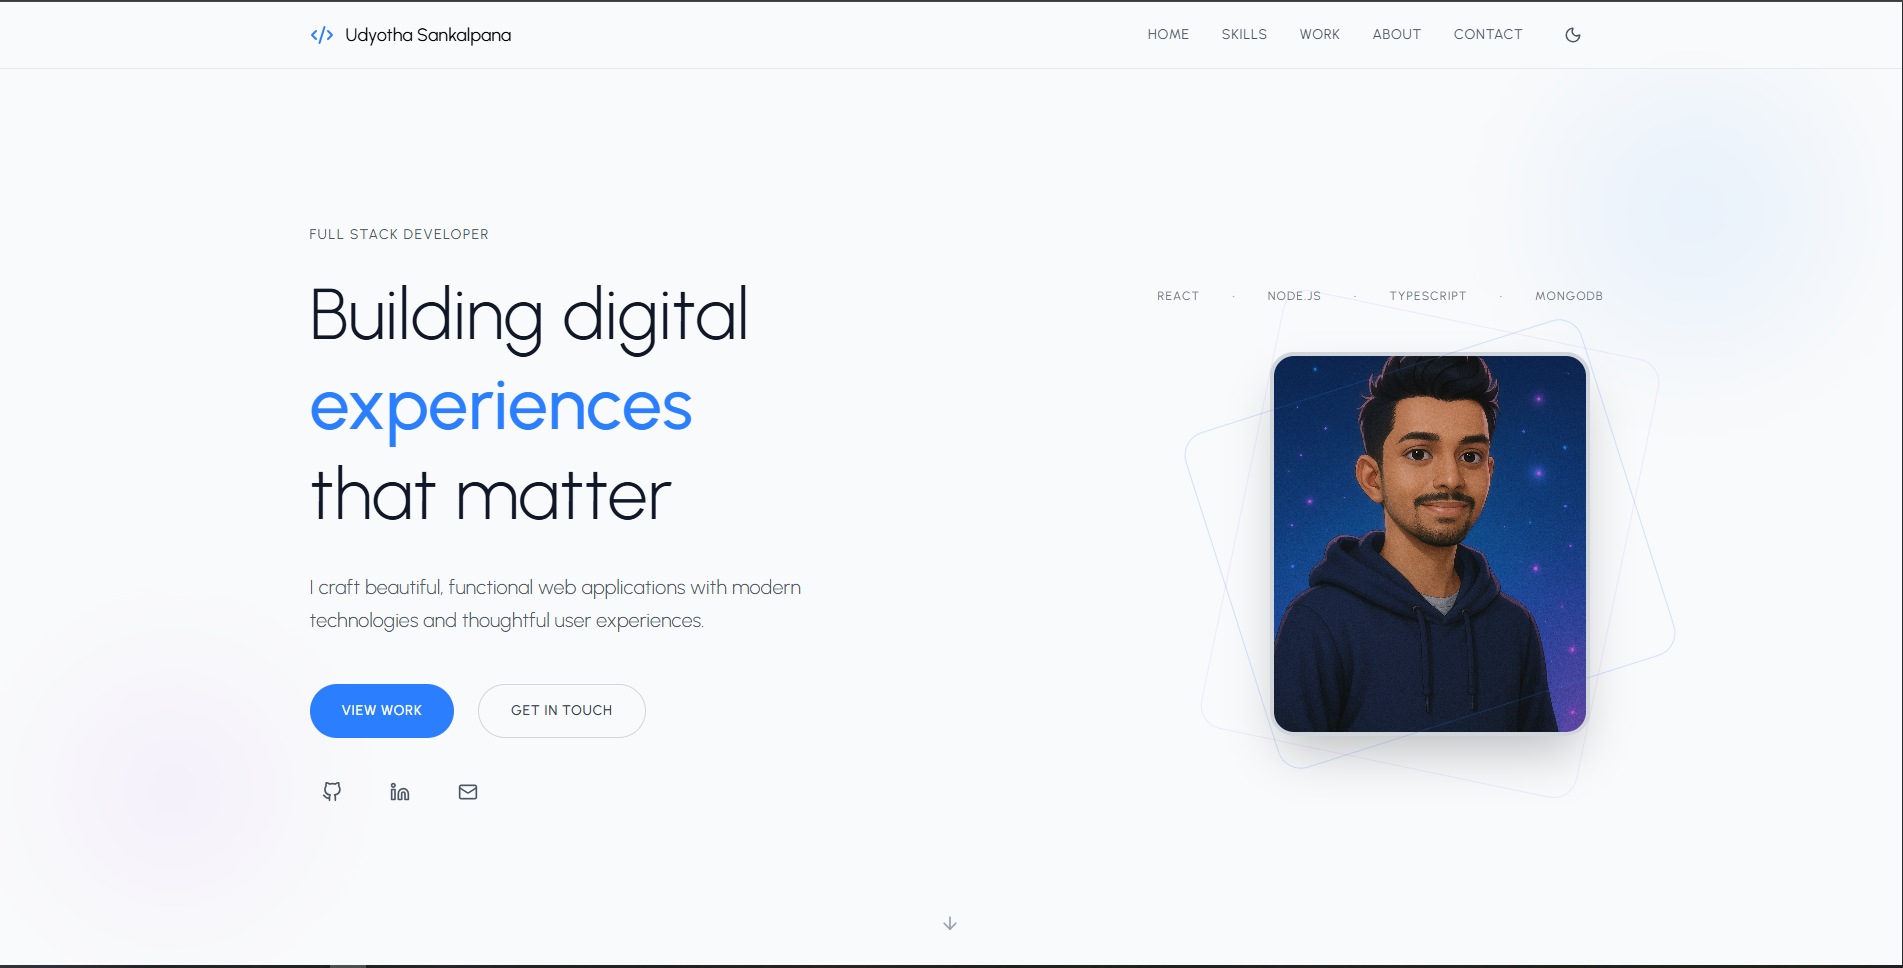 Udyotha Sankalpana
HOME SKILLS WORK ABOUT CONTACT
FULL STACK DEVELOPER
Building digital
experiences
that matter
I craft beautiful, functional web applications with modern
technologies and thoughtful user experiences.
VIEW WORK GET IN TOUCH
REACT · NODE.JS · TYPESCRIPT · MONGODB